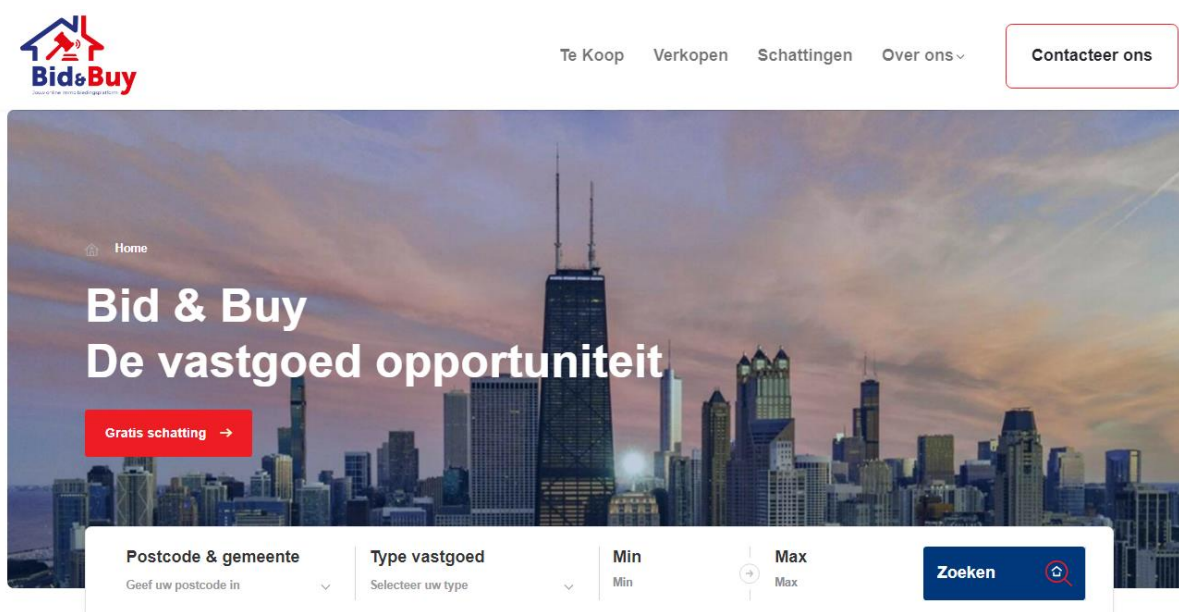 Bid&Buy
Te Koop Verkopen Schattingen Over ons Contacteer ons
Home
Bid & Buy
De vastgoed opportuniteit
Gratis schatting →
Postcode & gemeente Type vastgoed Min Max
Geef uw postcode in Selecteer uw type Min Max
Zoeken